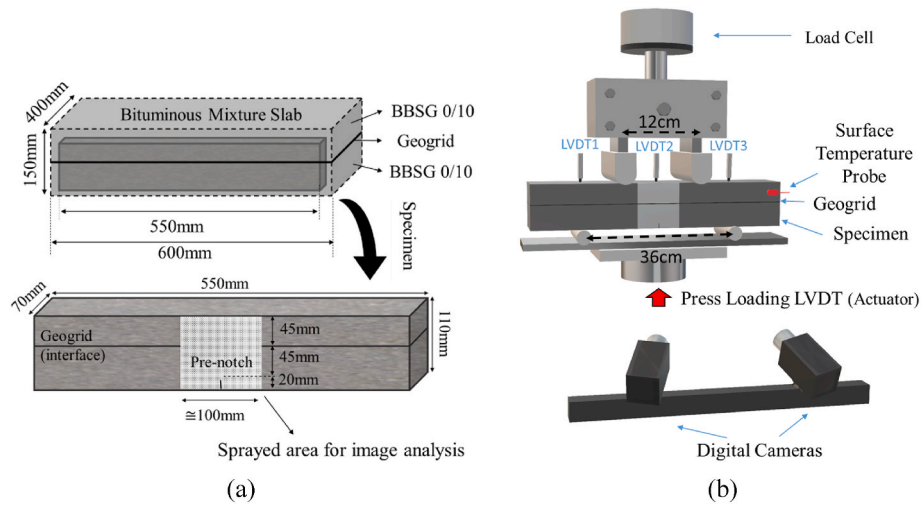 (a)
400mm
Bituminous Mixture Slab
BBSG 0/10
Geogrid
BBSG 0/10
150mm
550mm
600mm
Specimen
550mm
70mm
110mm
Geogrid
(interface)
45mm
Pre-notch
45mm
20mm
≅100mm
Sprayed area for image analysis
(a)
Load Cell
12cm
LVDT1
LVDT2
LVDT3
Surface
Temperature
Probe
Geogrid
Specimen
36cm
Press Loading LVDT (Actuator)
Digital Cameras
(b)